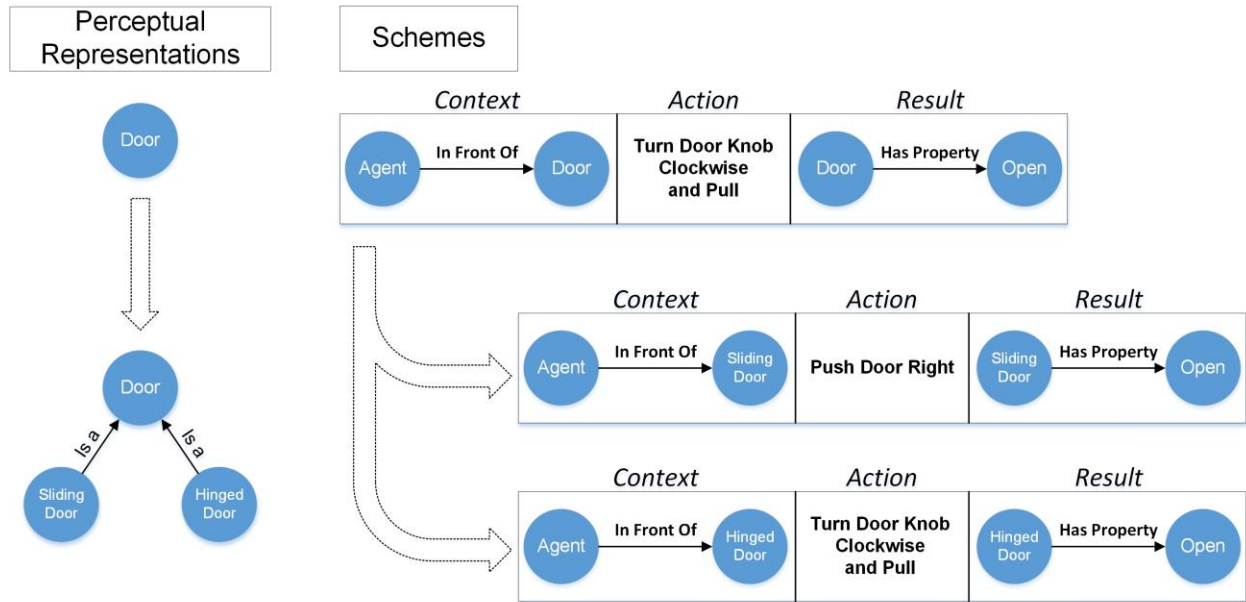 Perceptual
Representations
Schemes
Door
Door
Is a
Is a
Sliding
Door
Hinged
Door
Context
Action
Result
Agent
In Front Of
Door
Turn Door Knob
Clockwise
and Pull
Door
Has Property
Open
Context
Action
Result
Agent
In Front Of
Sliding
Door
Push Door Right
Sliding
Door
Has Property
Open
Context
Action
Result
Agent
In Front Of
Hinged
Door
Turn Door Knob
Clockwise
and Pull
Hinged
Door
Has Property
Open